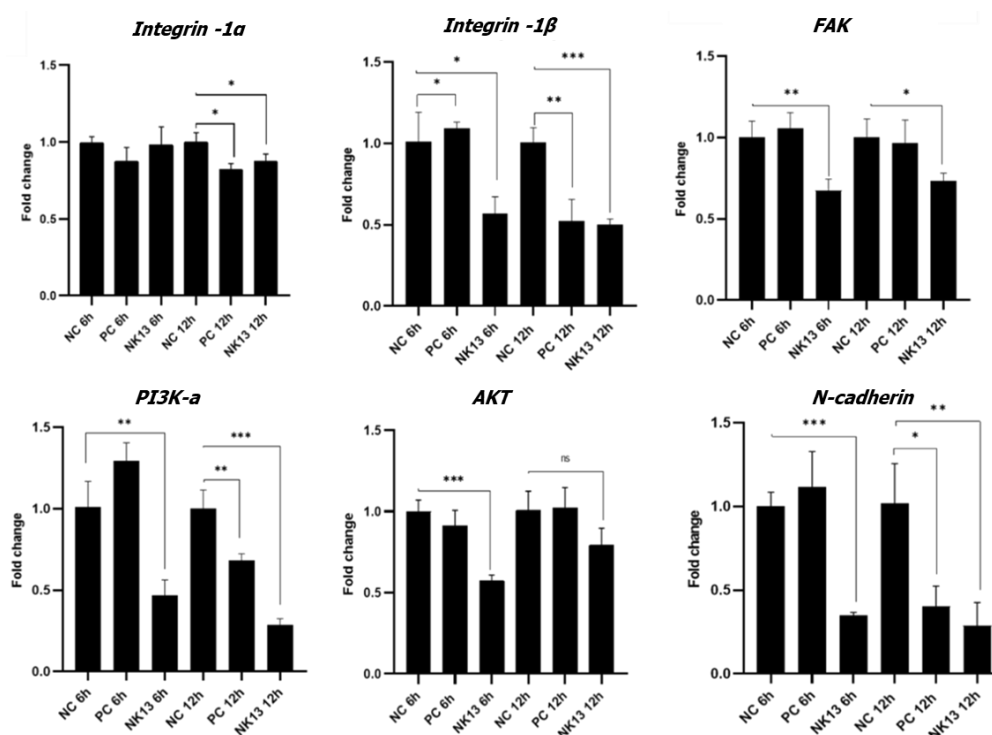 Integrin -1α
Fold change
1.5
1.0
0.5
0.0
*
*
NC 6h
PC 6h
NK13 6h
NC 12h
PC 12h
NK13 12h
Integrin -1β
Fold change
1.5
1.0
0.5
0.0
*
***
*
**
NC 6h
PC 6h
NK13 6h
NC 12h
PC 12h
NK13 12h
FAK
Fold change
1.5
1.0
0.5
0.0
**
*
NC 6h
PC 6h
NK13 6h
NC 12h
PC 12h
NK13 12h
PI3K-a
Fold change
1.5
1.0
0.5
0.0
**
***
**
NC 6h
PC 6h
NK13 6h
NC 12h
PC 12h
NK13 12h
AKT
Fold change
1.5
1.0
0.5
0.0
***
ns
NC 6h
PC 6h
NK13 6h
NC 12h
PC 12h
NK13 12h
N-cadherin
Fold change
1.5
1.0
0.5
0.0
***
**
*
NC 6h
PC 6h
NK13 6h
NC 12h
PC 12h
NK13 12h